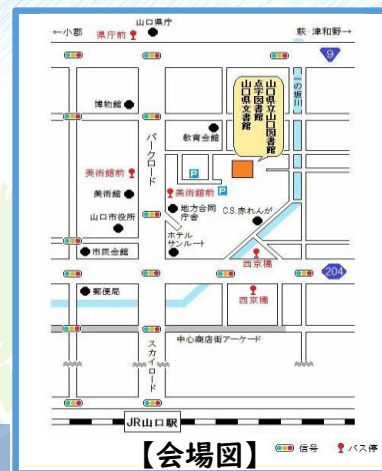 山口県庁
←小郡
県庁前
萩・津和野→
9
一の坂川
博物館
パークロード
教育会館
山口県立山口図書館
点字図書館
山口県文書館
美術館前
P
美術館
P
美術館前
山口市役所
地方合同
庁舎
C.S.赤れんが
ホテル
サンルート
市民会館
西京橋
204
郵便局
西京橋
スカイロード
中心商店街アーケード
JR山口駅
【会場図】
信号
バス停